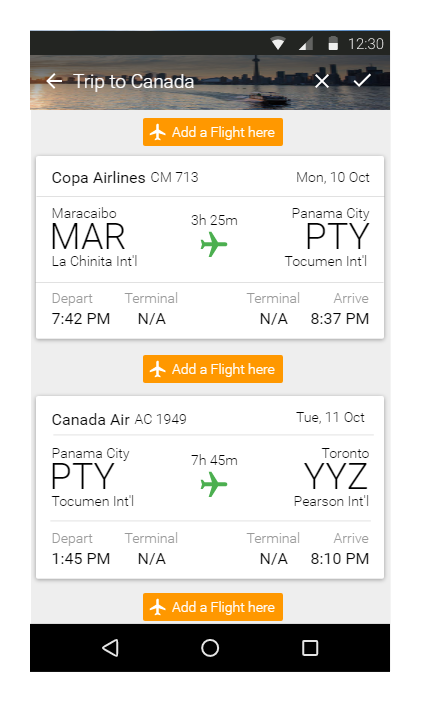 12:30
Trip to Canada
Add a Flight here
Copa Airlines CM 713 Mon, 10 Oct
Maracaibo 3h 25m Panama City
MAR PTY
La Chinita Int'l Tocumen Int'l
Depart Terminal Terminal Arrive
7:42 PM N/A N/A 8:37 PM
Add a Flight here
Canada Air AC 1949 Tue, 11 Oct
Panama City 7h 45m Toronto
PTY YYZ
Tocumen Int'l Pearson Int'l
Depart Terminal Terminal Arrive
1:45 PM N/A N/A 8:10 PM
Add a Flight here